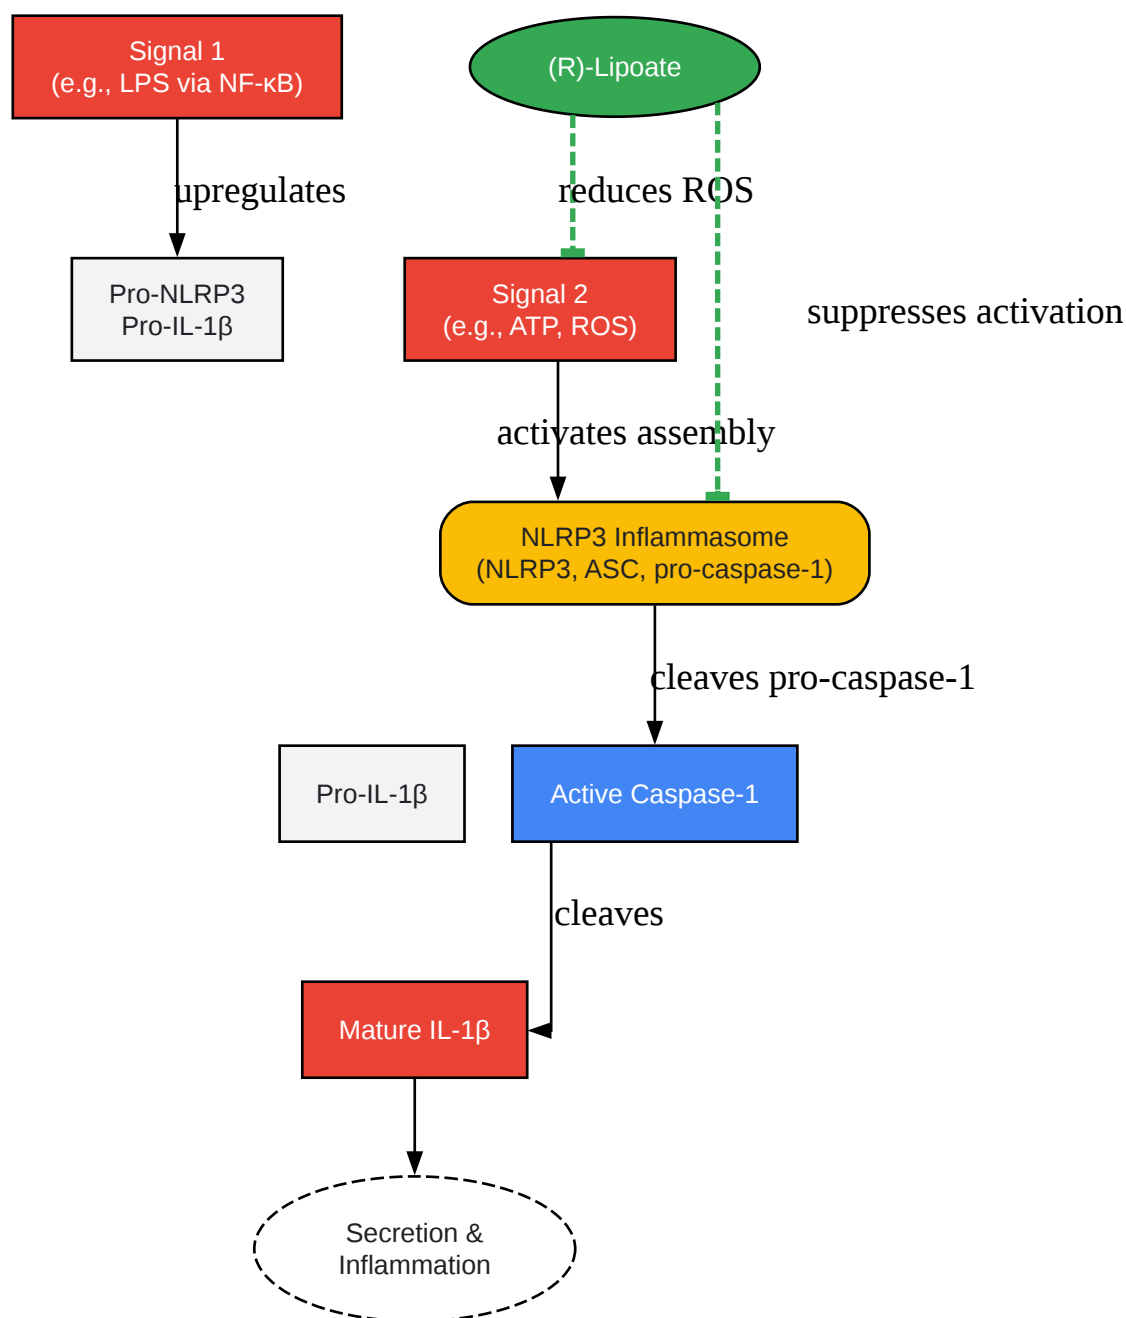 Signal 1
(e.g., LPS via NF-κB)
(R)-Lipoate
upregulates
reduces ROS
Pro-NLRP3
Pro-IL-1β
Signal 2
(e.g., ATP, ROS)
suppresses activation
activates assembly
NLRP3 Inflammasome
(NLRP3, ASC, pro-caspase-1)
cleaves pro-caspase-1
Pro-IL-1β
Active Caspase-1
cleaves
Mature IL-1β
Secretion &
Inflammation